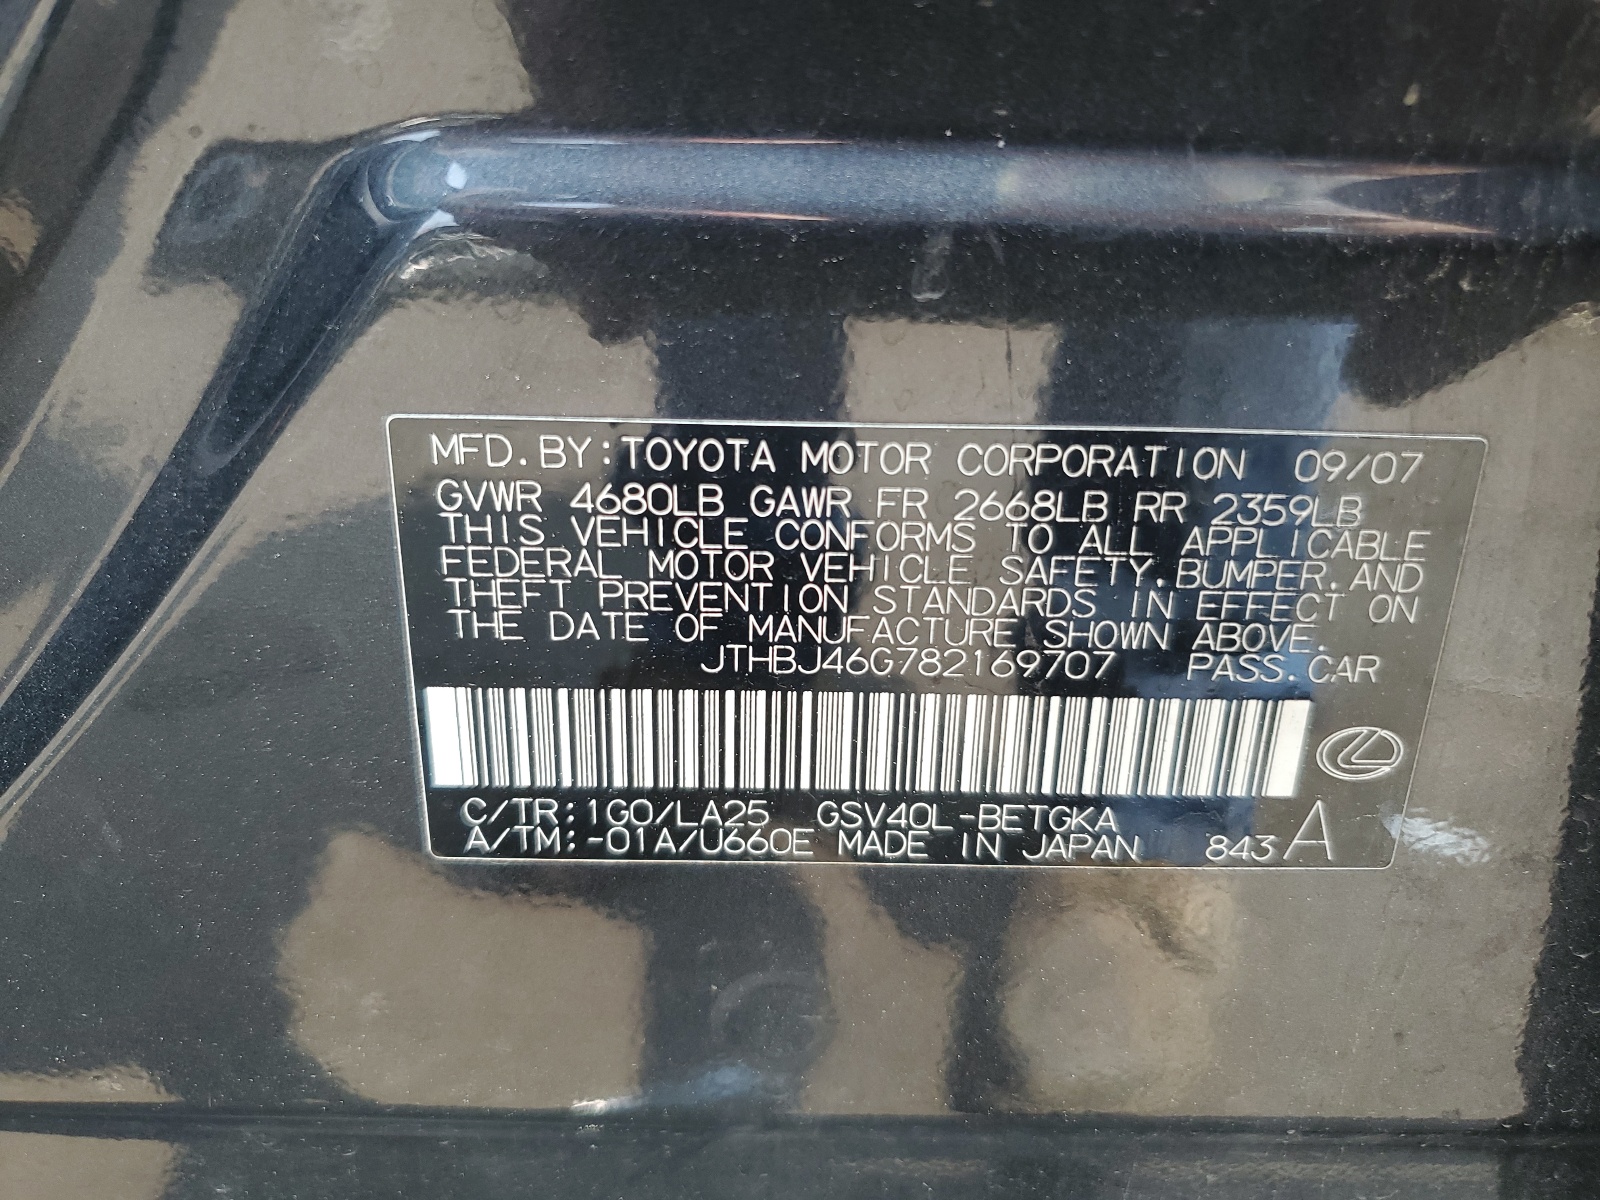 MFD. BY: TOYOTA MOTOR CORPORATION 09/07
GVWR 4680LB GAWR FR 2668LB RR 2359LB
THIS VEHICLE CONFORMS TO ALL APPLICABLE
FEDERAL MOTOR VEHICLE SAFETY. BUMPER. AND
THEFT PREVENTION STANDARDS IN EFFECT ON
THE DATE OF MANUFACTURE SHOWN ABOVE.
JTHBJ46G782169707 PASS. CAR
C/TR: 1G0/LA25 GSV40L-BETGKA
A/TM: -01A/U660E MADE IN JAPAN 843 A